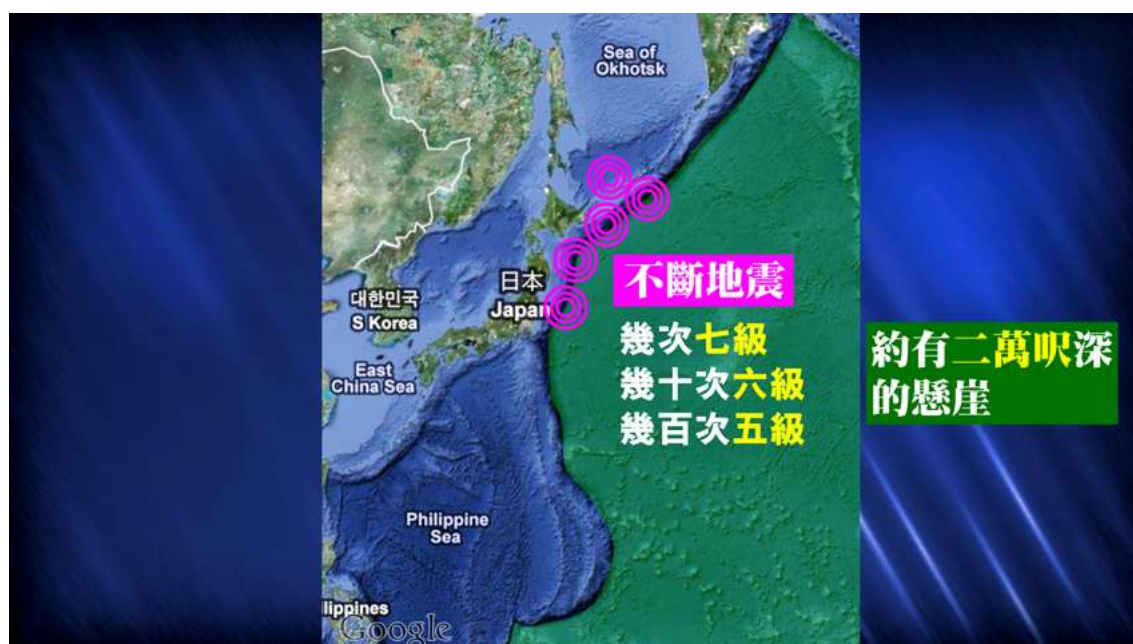 Sea of
Okhotsk
不斷地震
日本
Japan
대한민국
S Korea
幾次七級
幾十次六級
幾百次五級
約有二萬呎深
的懸崖
East
China Sea
Philippine
Sea
ilippines
Google